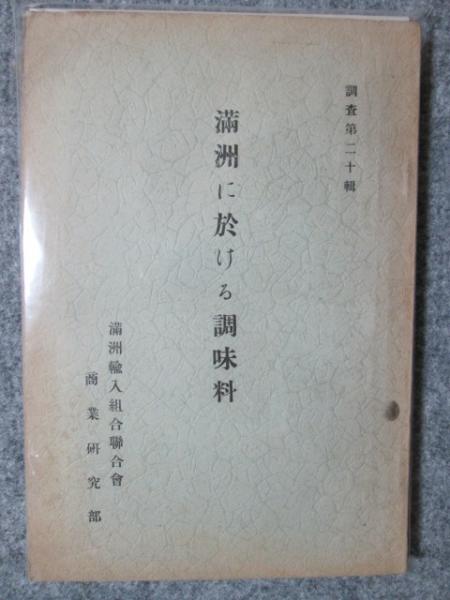 調査第二十輯
滿洲に於ける調味料
滿洲輸入組合聯合會
商業研究部